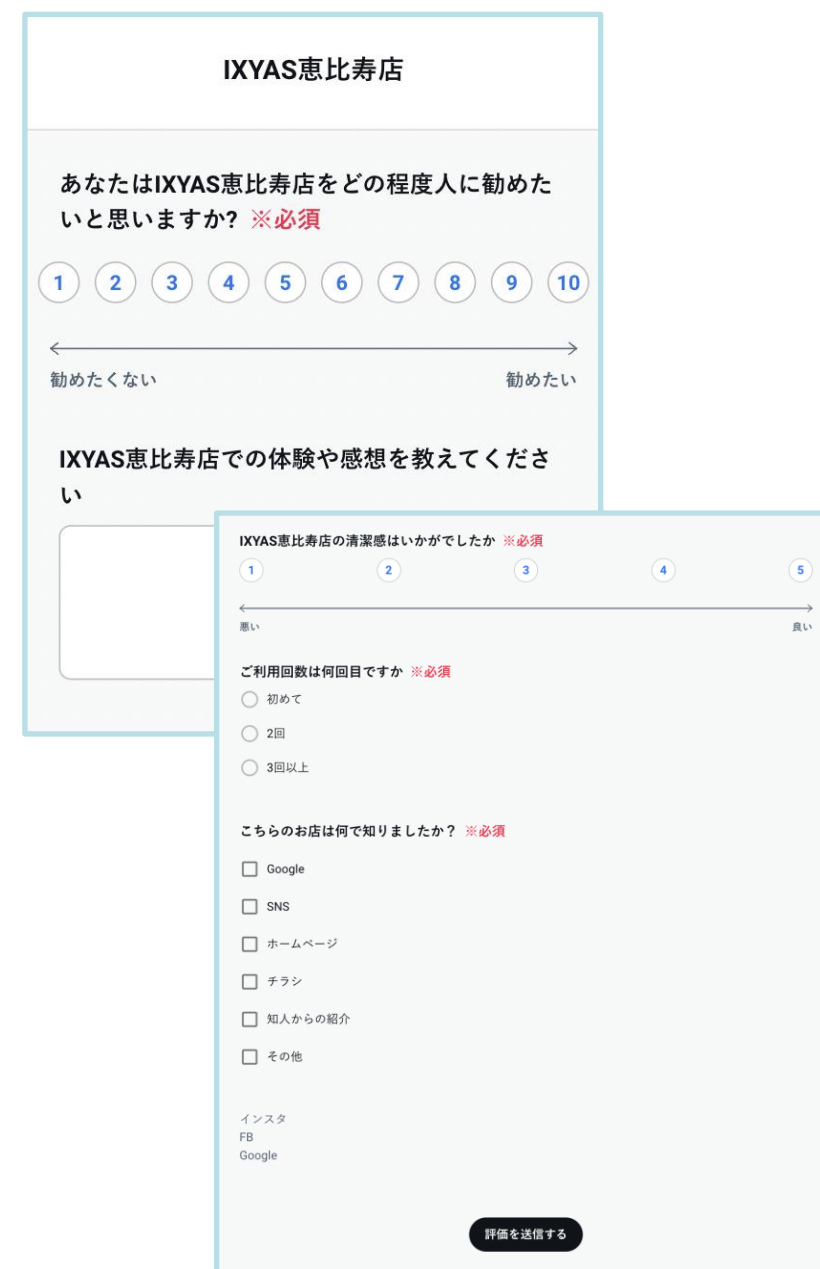 IXYAS恵比寿店
あなたはIXYAS恵比寿店をどの程度人に勧めた
いと思いますか? ※必須
1 2 3 4 5 6 7 8 9 10
勧めたくない 勧めたい
IXYAS恵比寿店での体験や感想を教えてくださ
い
IXYAS恵比寿店の清潔感はいかがでしたか ※必須
1 2 3 4 5
悪い 良い
ご利用回数は何回目ですか ※必須
初めて
2回
3回以上
こちらのお店は何で知りましたか？ ※必須
Google
SNS
ホームページ
チラシ
知人からの紹介
その他
インスタ
FB
Google
評価を送信する